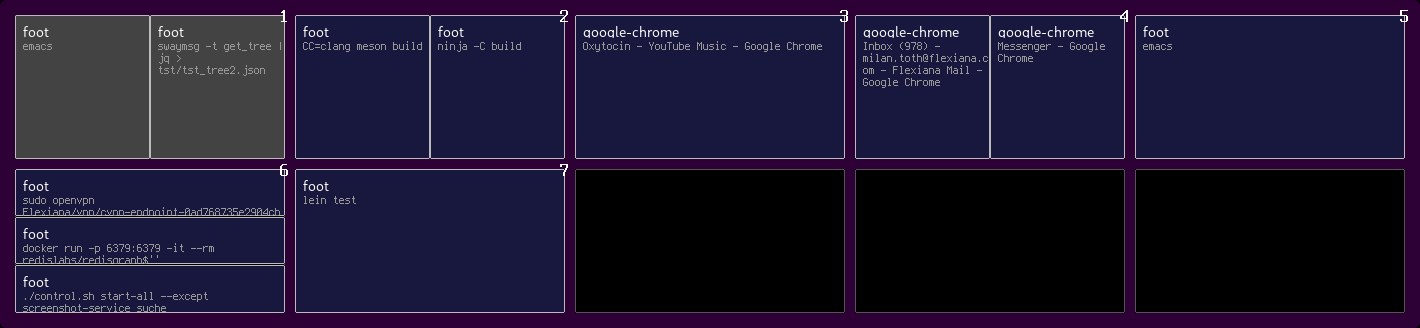 1
foot
emacs
foot
swaymsg -t get_tree |
jq >
tst/tst_tree2.json
2
foot
CC=clang meson build
foot
ninja -C build
3
google-chrome
Oxytocin - YouTube Music - Google Chrome
4
google-chrome
Inbox (978) -
milan.toth@flexiana.c
om - Flexiana Mail -
Google Chrome
google-chrome
Messenger - Google
Chrome
5
foot
emacs
6
foot
sudo openvpn
Flexiana/vpn/cvpn-endpoint-0ad768735e2904cb
foot
docker run -p 6379:6379 -it --rm
redislabs/redisgraph$''
foot
./control.sh start-all --except
screenshot-service suche
7
foot
lein test